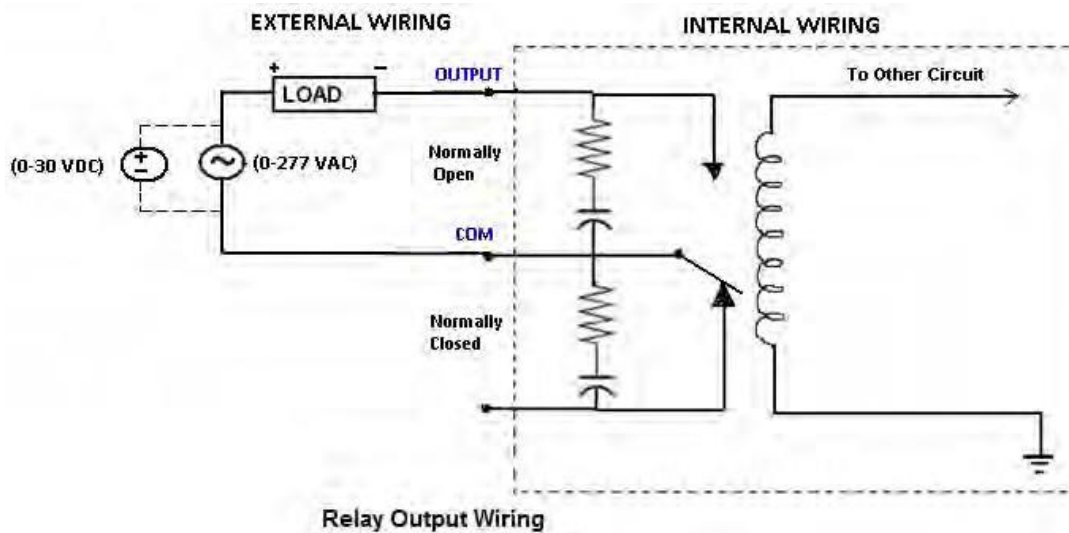 EXTERNAL WIRING
INTERNAL WIRING
+ −
LOAD
OUTPUT
To Other Circuit
(0-30 VDC)
+
−
~
(0-277 VAC)
Normally
Open
COM
Normally
Closed
Relay Output Wiring